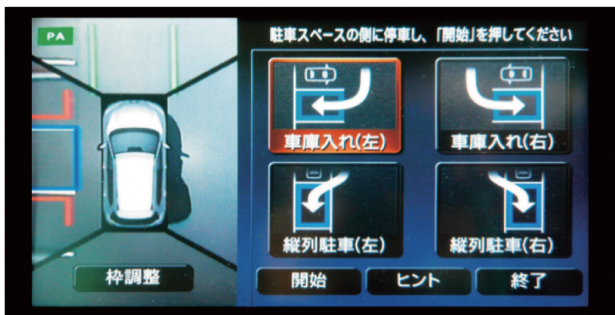 PA
駐車スペースの側に停車し、「開始」を押してください
車庫入れ(左)
車庫入れ(右)
縦列駐車(左)
縦列駐車(右)
枠調整
開始
ヒント
終了